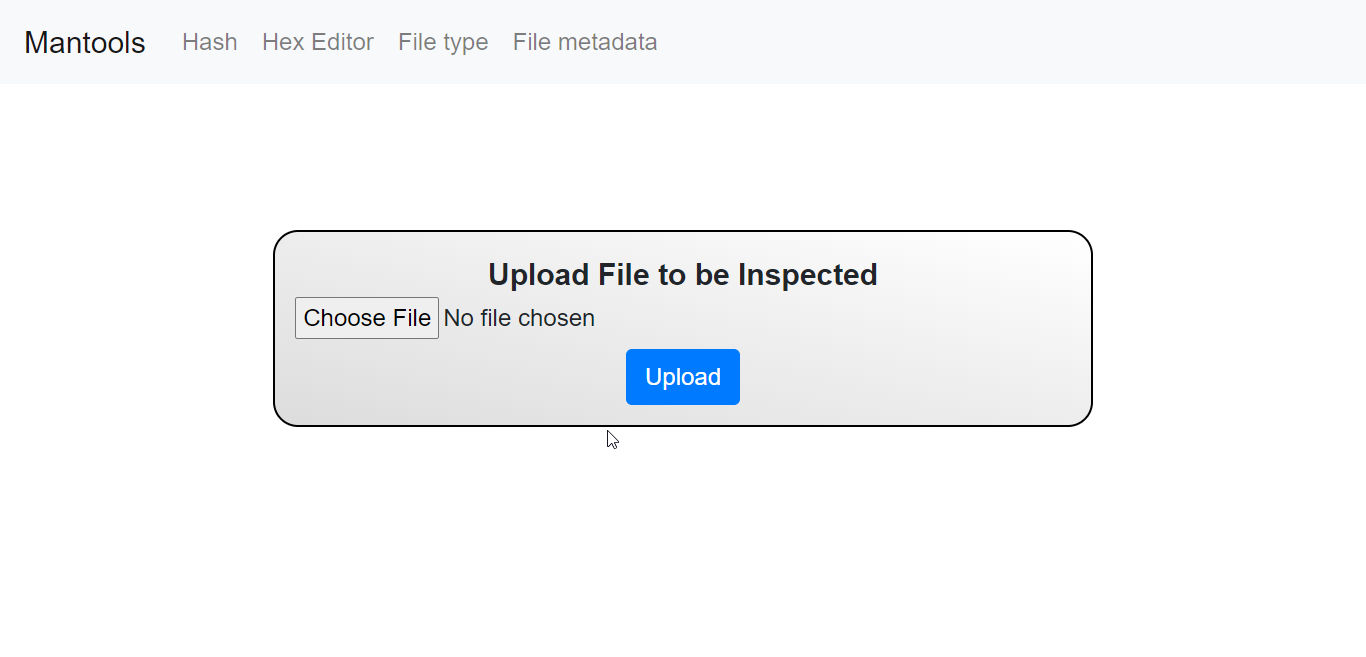 Mantools Hash Hex Editor File type File metadata
Upload File to be Inspected
Choose File No file chosen
Upload